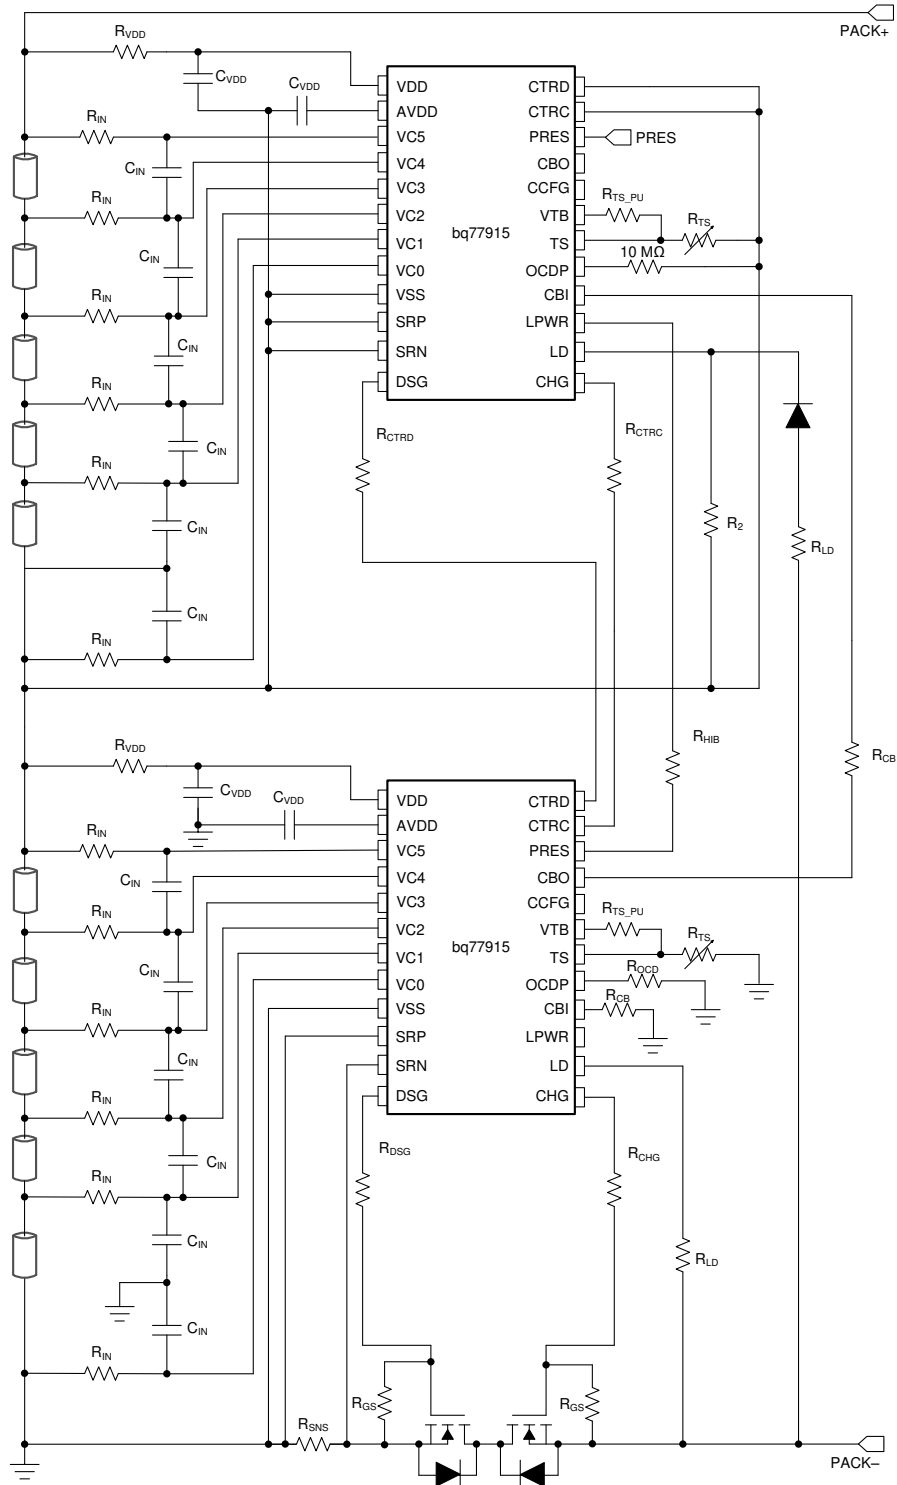 PACK+
RVDD
CVDD
CVDD
VDD
CTRD
AVDD
CTRC
RIN
VC5
PRES
PRES
CIN
VC4
CBO
RIN
VC3
CCFG
RTS_PU
VC2
VTB
RTS
bq77915
VC1
TS
CIN
10 MΩ
VC0
OCDP
RIN
VSS
CBI
SRP
LPWR
CIN
SRN
LD
RIN
DSG
CHG
RCTRD
RCTRC
CIN
RIN
CIN
R2
RLD
CIN
RIN
RHIB
RVDD
RCB
CVDD
CVDD
VDD
CTRD
AVDD
CTRC
RIN
VC5
PRES
CIN
VC4
CBO
RIN
VC3
CCFG
RTS_PU
VC2
VTB
RTS
bq77915
VC1
TS
CIN
ROCD
VC0
OCDP
RIN
RCB
VSS
CBI
SRP
LPWR
CIN
SRN
LD
RIN
DSG
CHG
RDSG
RCHG
CIN
RIN
CIN
RLD
CIN
RIN
RGS
RGS
RSNS
PACK–